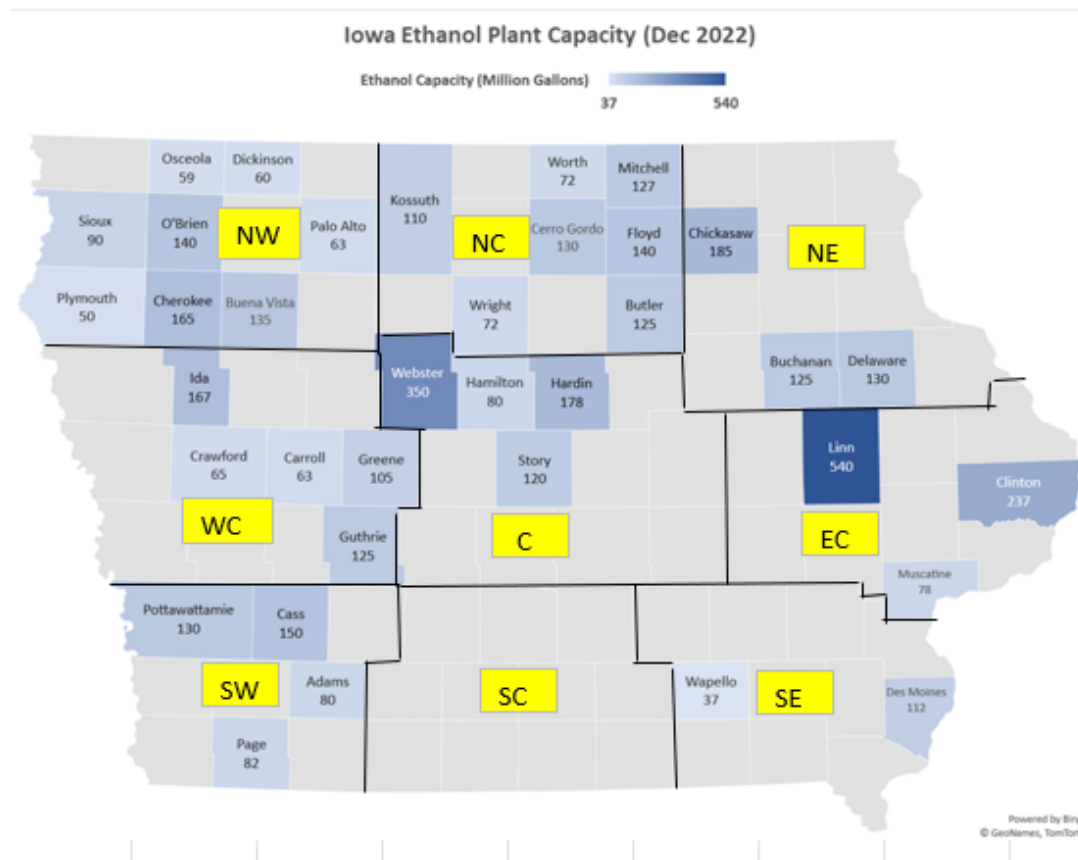 Iowa Ethanol Plant Capacity (Dec 2022)
Ethanol Capacity (Million Gallons)
37
540
Osceola
59
Dickinson
60
Sioux
90
O'Brien
140
NW
Palo Alto
63
Plymouth
50
Cherokee
165
Buena Vista
135
Kossuth
110
NC
Worth
72
Mitchell
127
Cerro Gordo
130
Floyd
140
Wright
72
Butler
125
Chickasaw
185
NE
Buchanan
125
Delaware
130
Ida
167
Crawford
65
Carroll
63
Greene
105
WC
Guthrie
125
Webster
350
Hamilton
80
Hardin
178
Story
120
C
Linn
540
Clinton
237
EC
Muscatine
78
Pottawattamie
130
Cass
150
SW
Adams
80
Page
82
SC
Wapello
37
SE
Des Moines
112
Powered by Bing
© GeoNames, TomTom